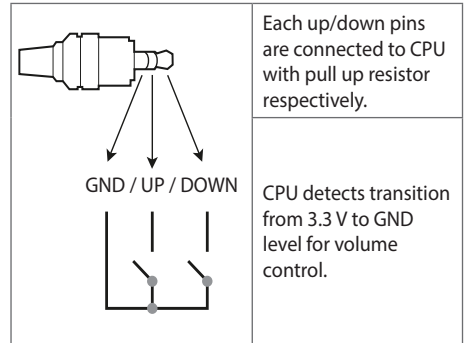 Each up/down pins
are connected to CPU
with pull up resistor
respectively.
GND / UP / DOWN
CPU detects transition
from 3.3 V to GND
level for volume
control.